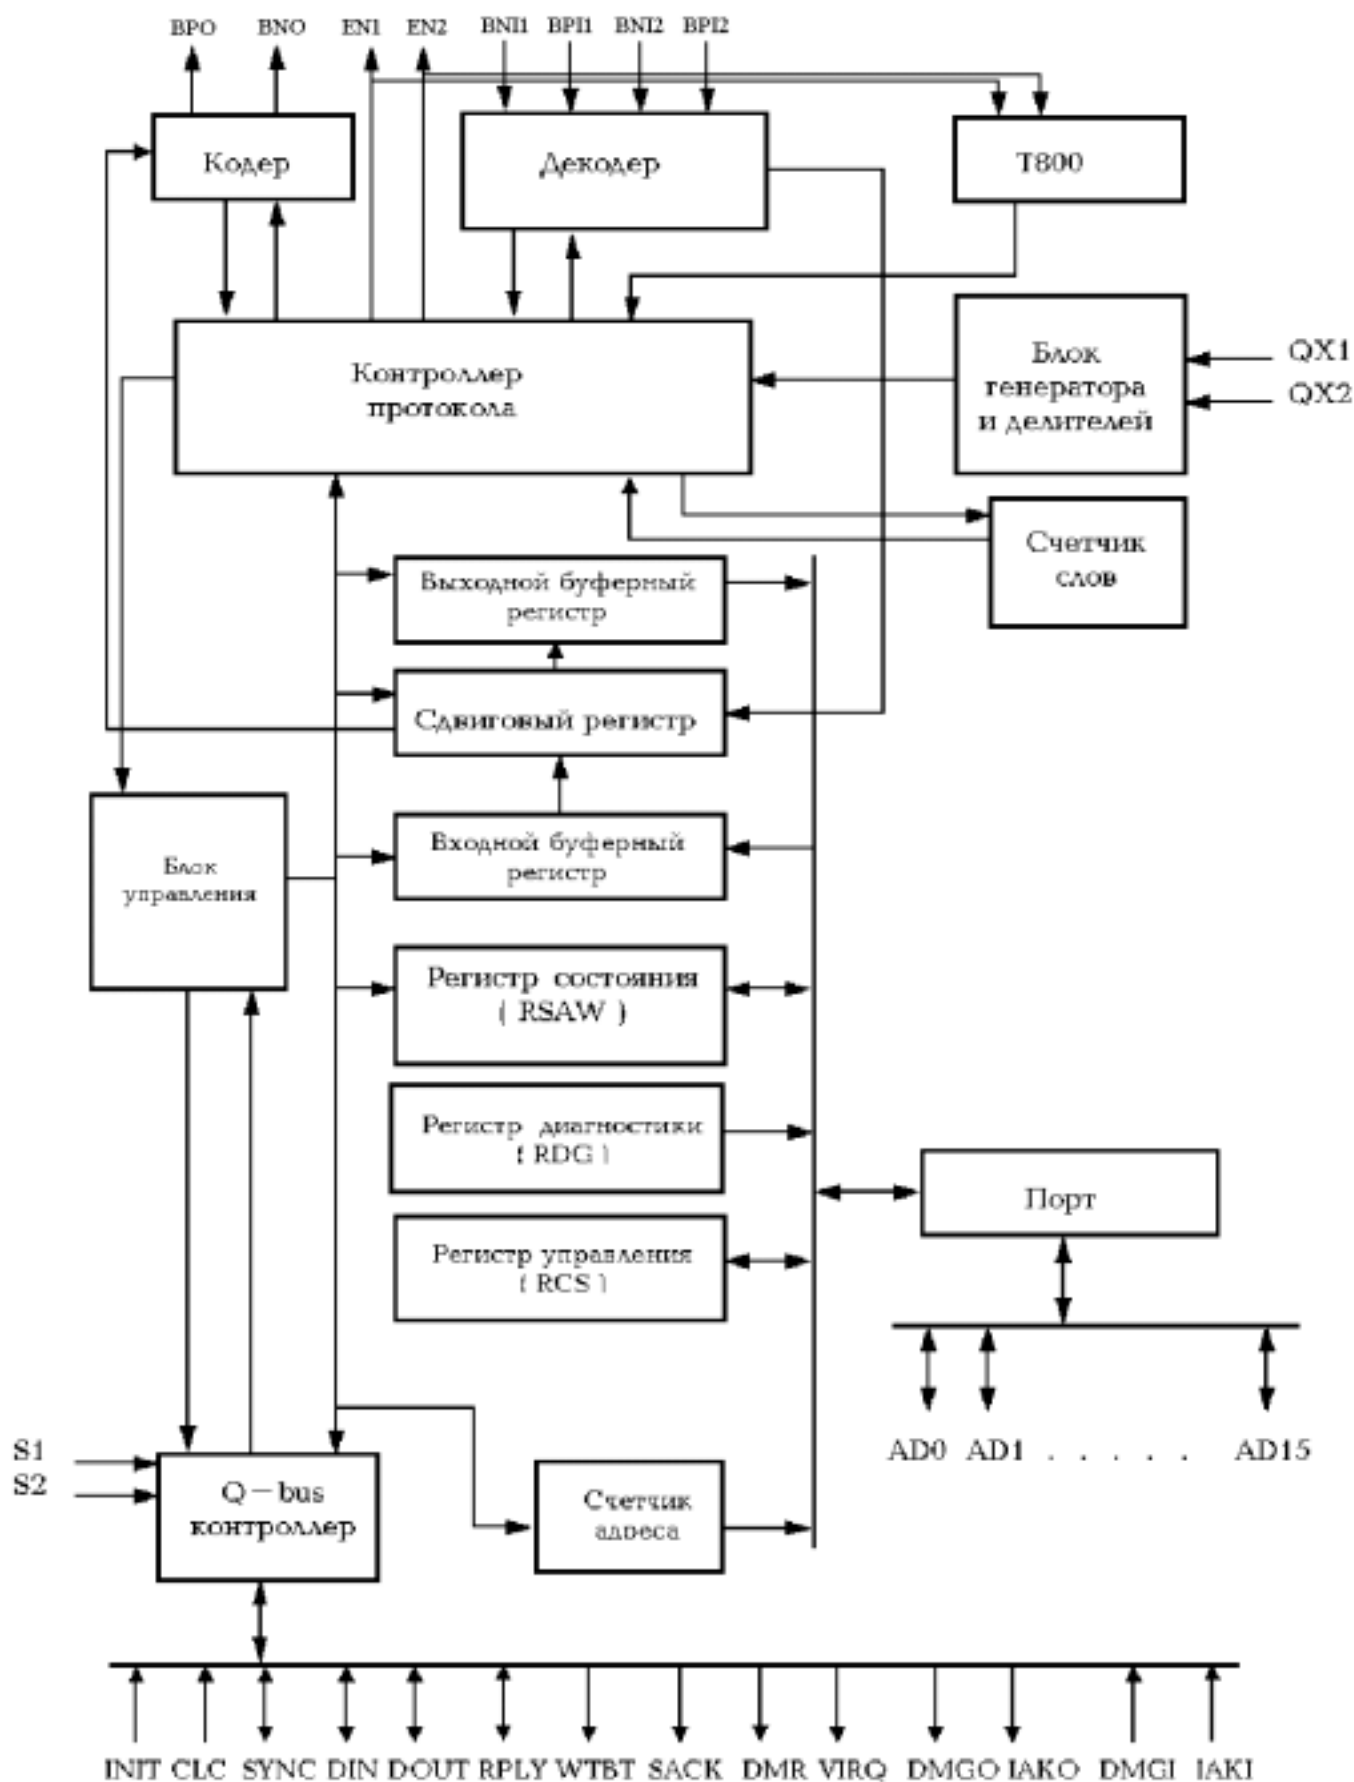 BPO BNO EN1 EN2 BNI1 BPI1 BNI2 BPI2
Кодер
Декодер
T800
Контроллер
протокола
Блок
генератора
и делителей
QX1
QX2
Счетчик
слов
Выходной буферный
регистр
Сдвиговый регистр
Входной буферный
регистр
Блок
управления
Регистр состояния
( RSAW )
Регистр диагностики
( RDG )
Порт
Регистр управления
( RCS )
AD0 AD1 . . . . . AD15
S1
S2
Q-bus
контроллер
Счетчик
адреса
INIT CLC SYNC DIN DOUT RPLY WTBT SACK DMR VIRQ DMGO IAKO DMGI IAKI